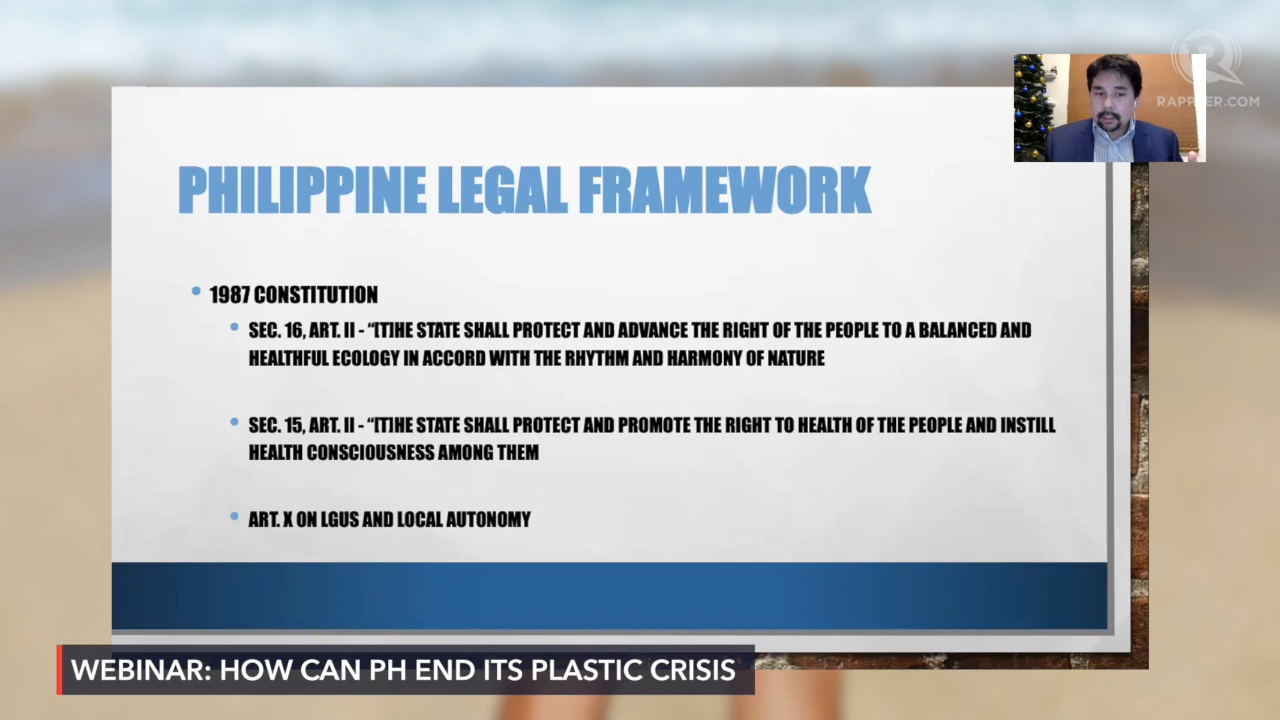 RAPPLER.COM
PHILIPPINE LEGAL FRAMEWORK
1987 CONSTITUTION
SEC. 16, ART. II - “[T]HE STATE SHALL PROTECT AND ADVANCE THE RIGHT OF THE PEOPLE TO A BALANCED AND
HEALTHFUL ECOLOGY IN ACCORD WITH THE RHYTHM AND HARMONY OF NATURE
SEC. 15, ART. II - “[T]HE STATE SHALL PROTECT AND PROMOTE THE RIGHT TO HEALTH OF THE PEOPLE AND INSTILL
HEALTH CONSCIOUSNESS AMONG THEM
ART. X ON LGUS AND LOCAL AUTONOMY
WEBINAR: HOW CAN PH END ITS PLASTIC CRISIS